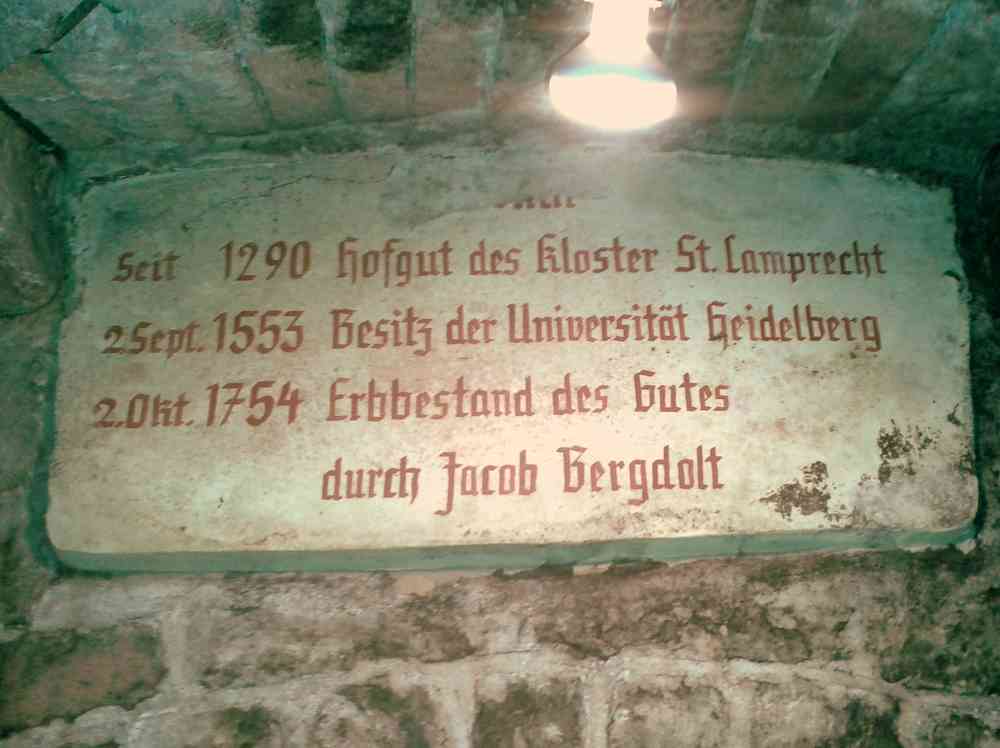 Seit 1290 Hofgut des Kloster St. Lamprecht
2 Sept. 1553 Besitz der Universität Heidelberg
2. Okt. 1754 Erbbestand des Gutes
durch Jacob Bergdolt